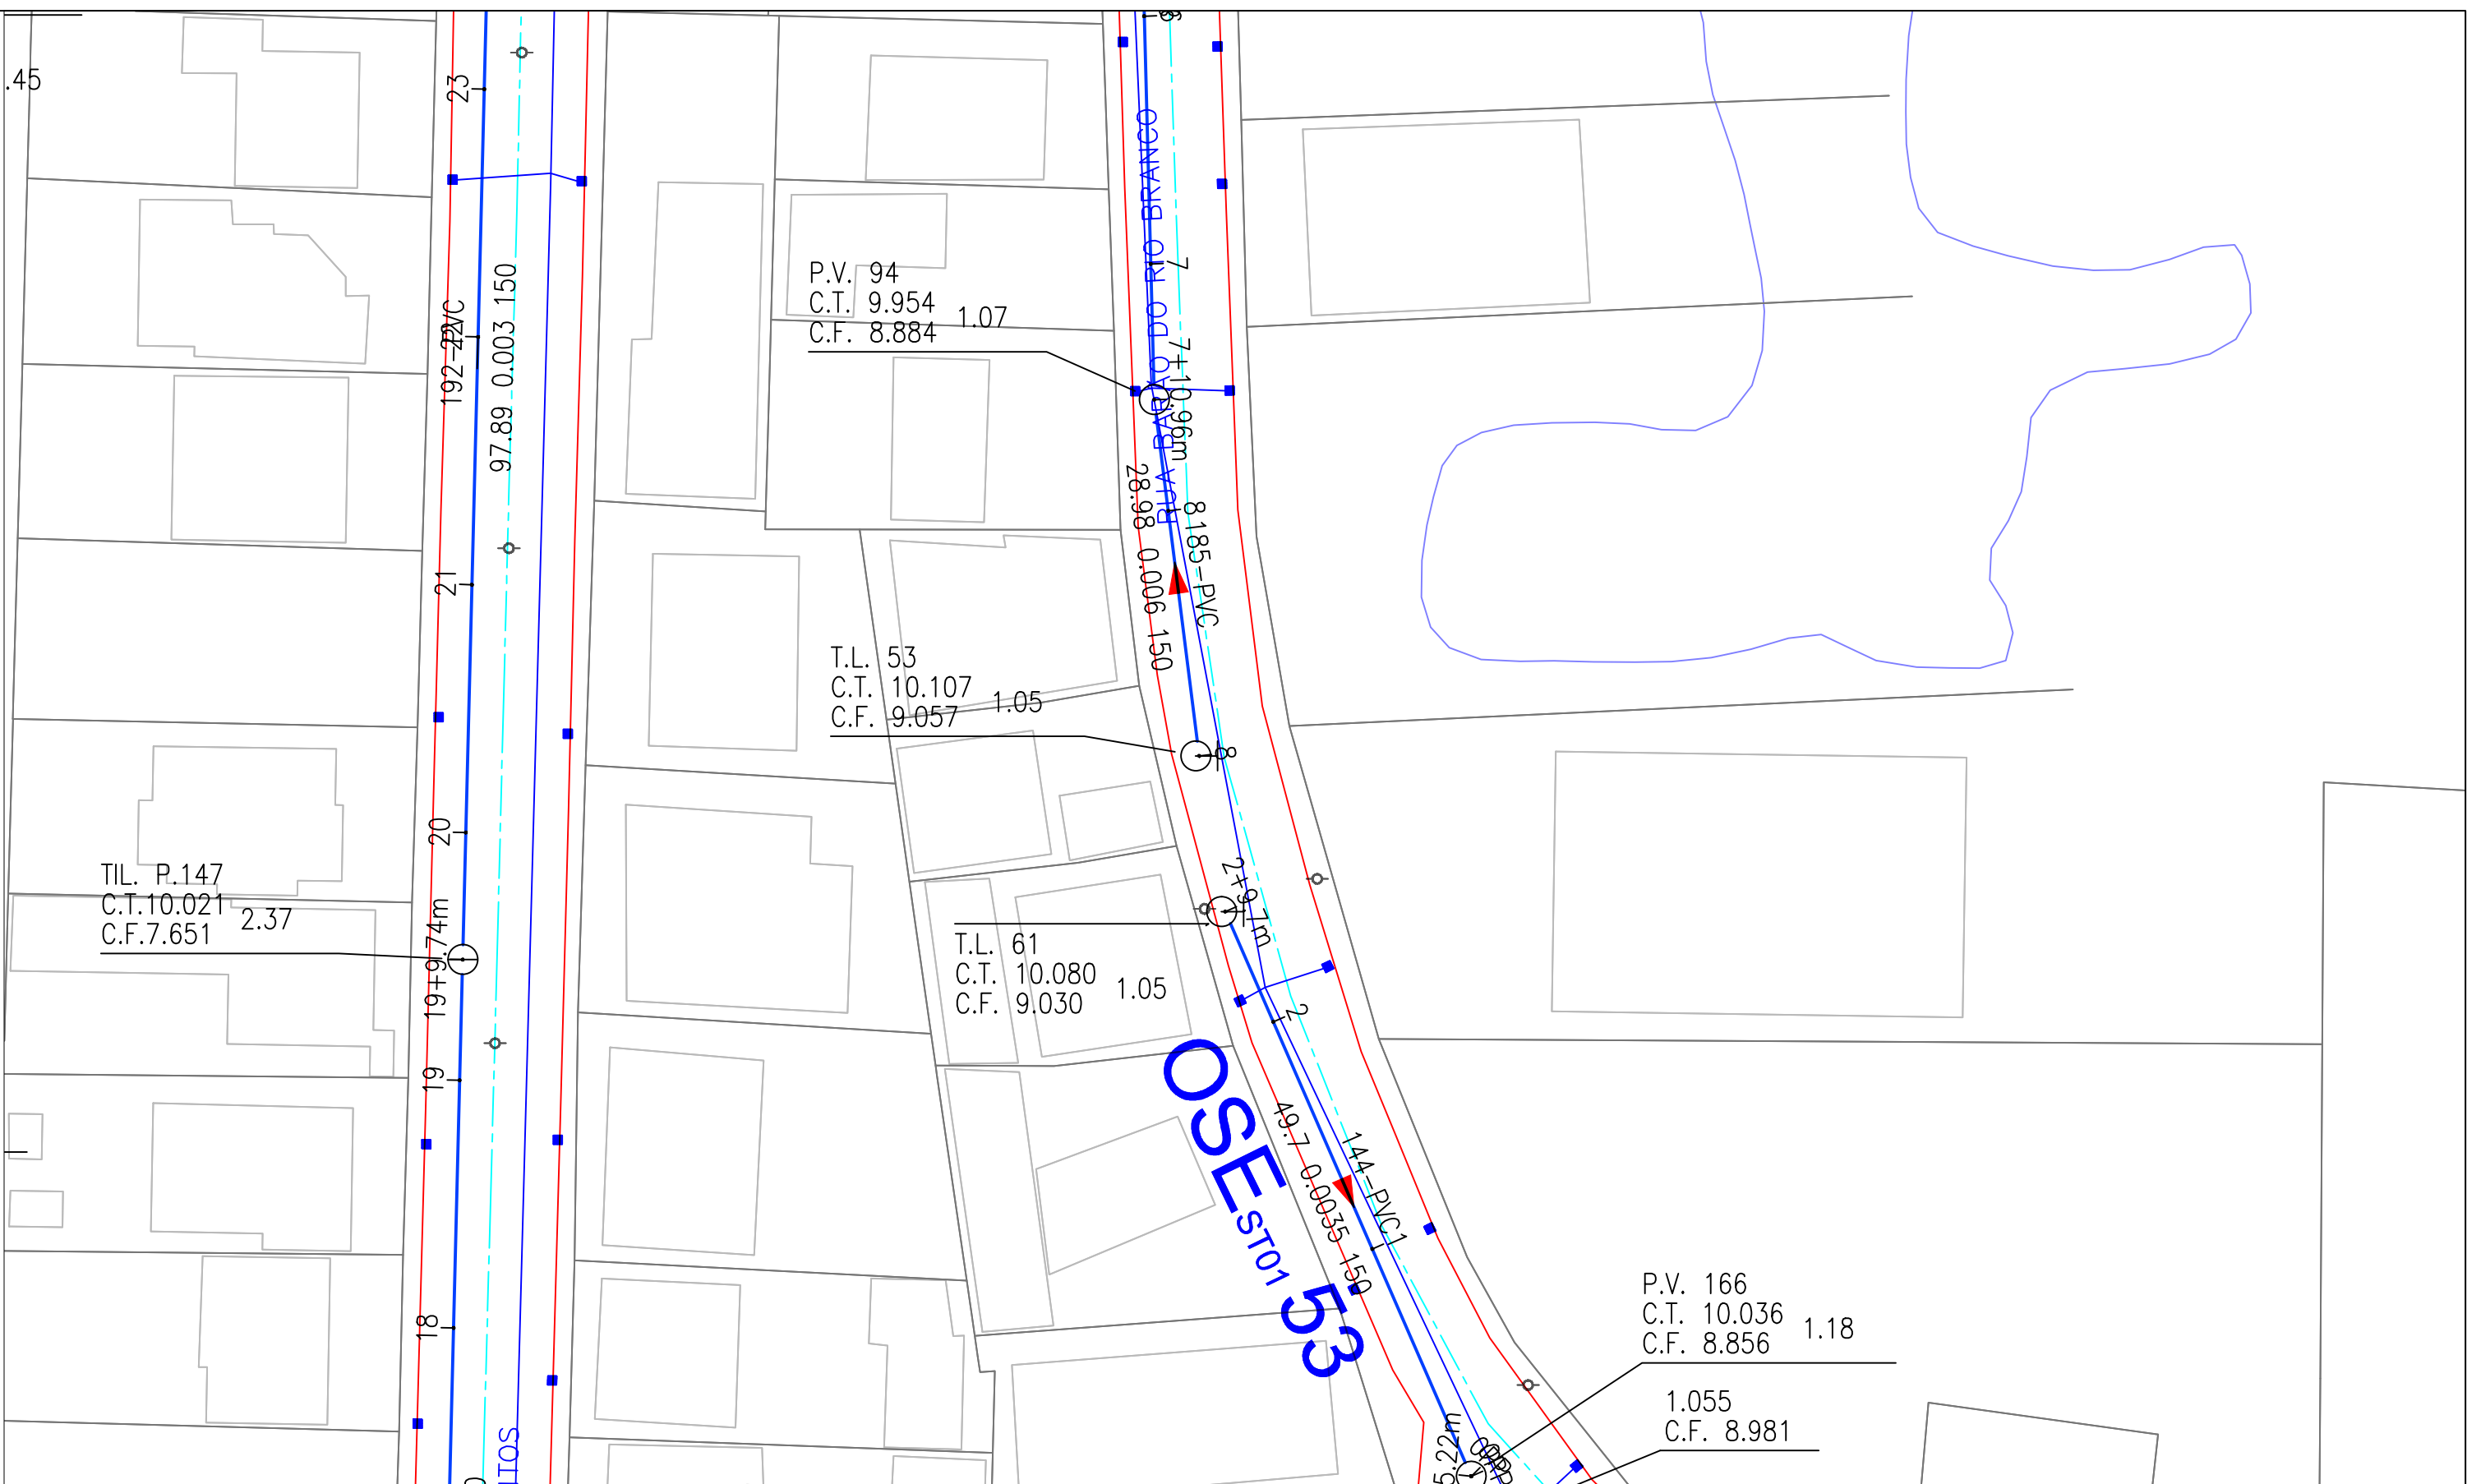 .45
23
192-PVC
22
97.89 0.003 150
21
20
19+9.74m
19
18
TIL. P.147
C.T.10.021
C.F.7.651
2.37
P.V. 94
C.T. 9.954
C.F. 8.884
1.07
RUA BARÃO DO RIO BRANCO
7
7+10.96m
28.98 0.006 150
8185-PVC
T.L. 53
C.T. 10.107
C.F. 9.057
1.05
8
2+9.7m
T.L. 61
C.T. 10.080
C.F. 9.030
1.05
2
OSEST01 53
49.7 0.0035 150
144-PVC1
P.V. 166
C.T. 10.036
C.F. 8.856
1.18
1.055
C.F. 8.981
5.22m